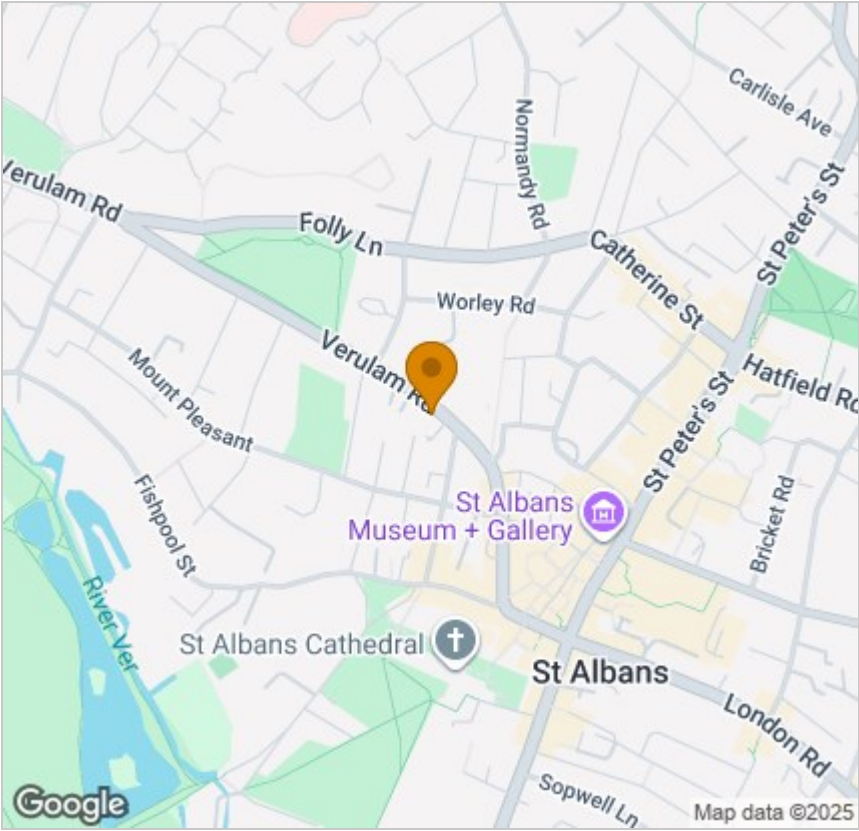 Carlisle Ave
Normandy Rd
Verulam Rd
St Peter's St
Folly Ln
Catherine St
Worley Rd
Verulam Rd
Mount Pleasant
Hatfield Rd
St Peter's St
Fishpool St
St Albans
Museum + Gallery
Bricket Rd
River Ver
St Albans Cathedral
St Albans
London Rd
Sopwell Ln
Google
Map data ©2025